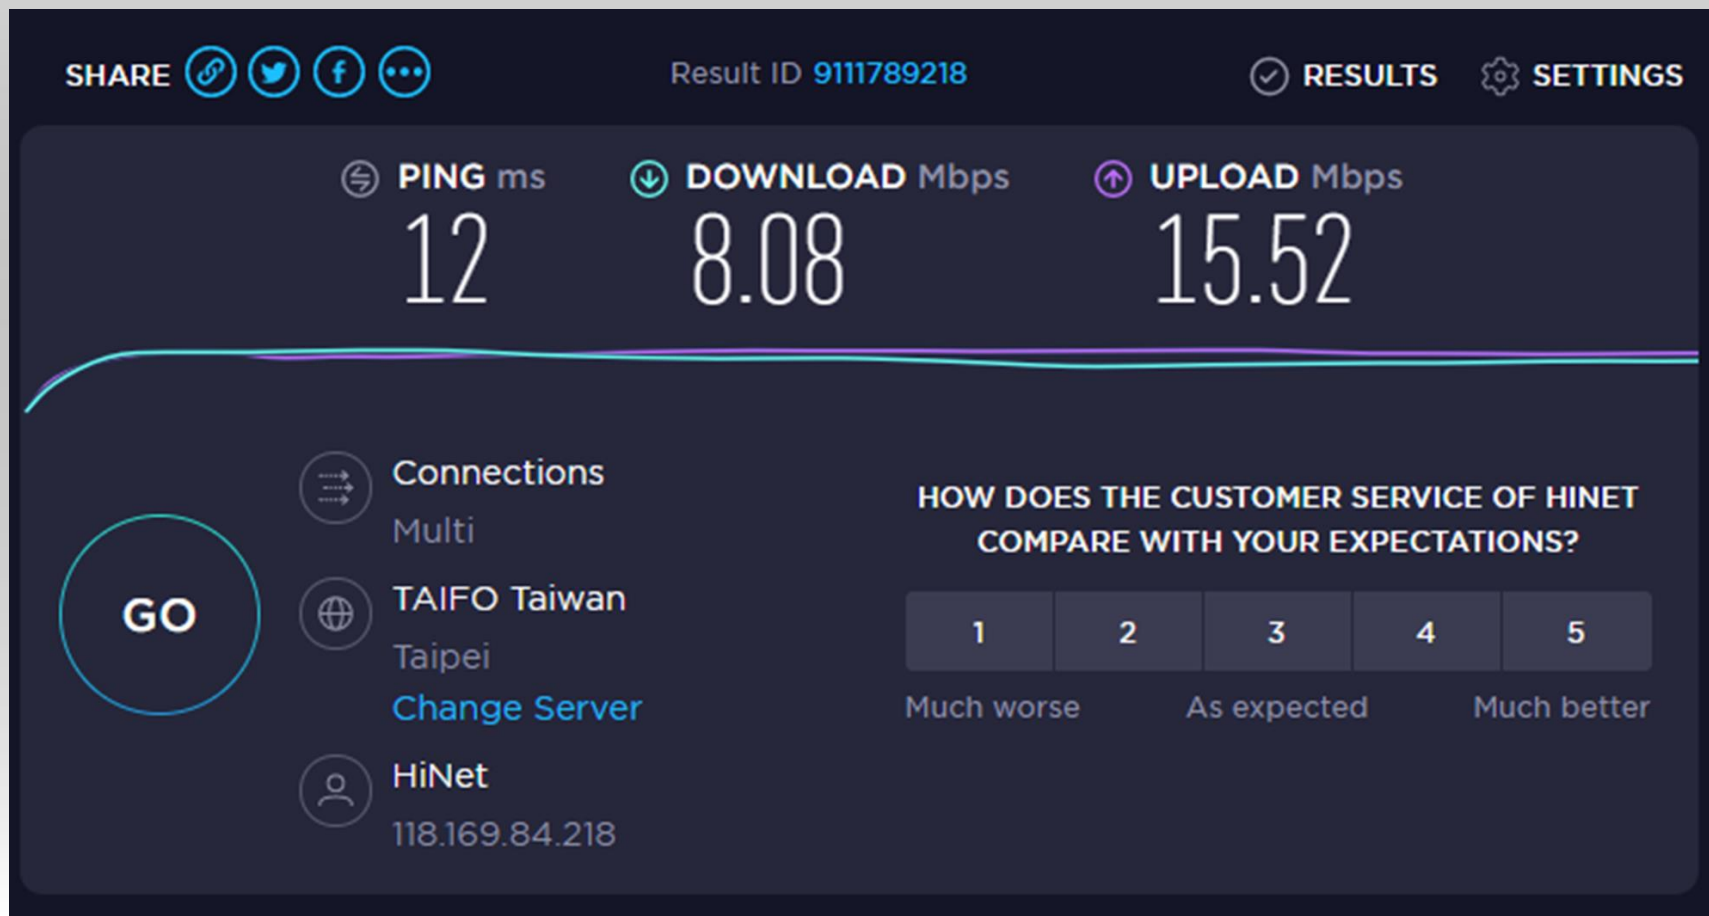 SHARE
Result ID 9111789218
RESULTS
SETTINGS
PING ms
12
DOWNLOAD Mbps
8.08
UPLOAD Mbps
15.52
GO
Connections
Multi
TAIFO Taiwan
Taipei
Change Server
HiNet
118.169.84.218
HOW DOES THE CUSTOMER SERVICE OF HINET
COMPARE WITH YOUR EXPECTATIONS?
1 2 3 4 5
Much worse As expected Much better